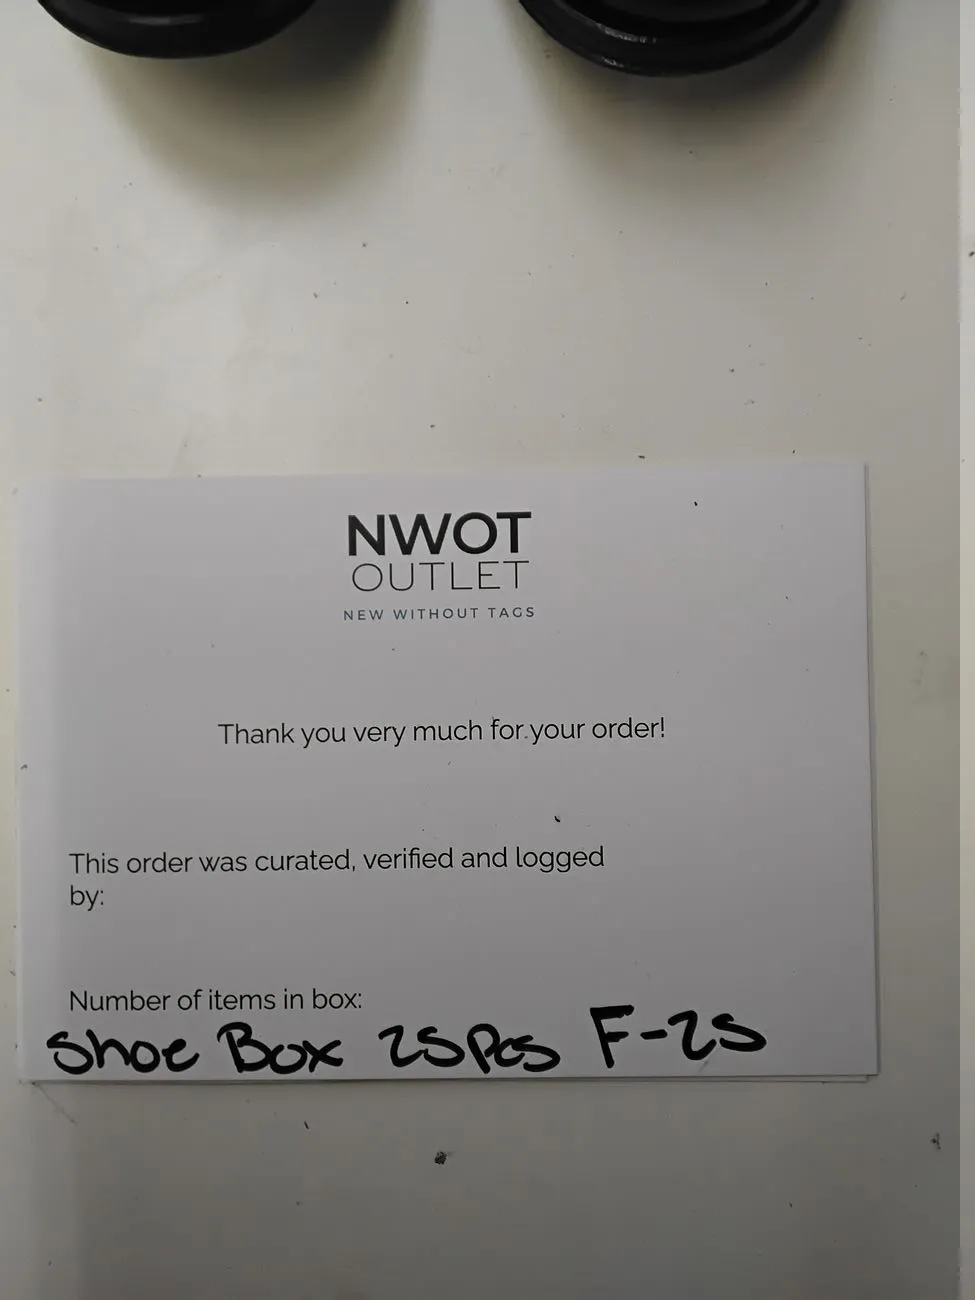 NWOT
OUTLET
NEW WITHOUT TAGS
Thank you very much for your order!
This order was curated, verified and logged
by:
Number of items in box:
Shoe Box 25Pcs F-25